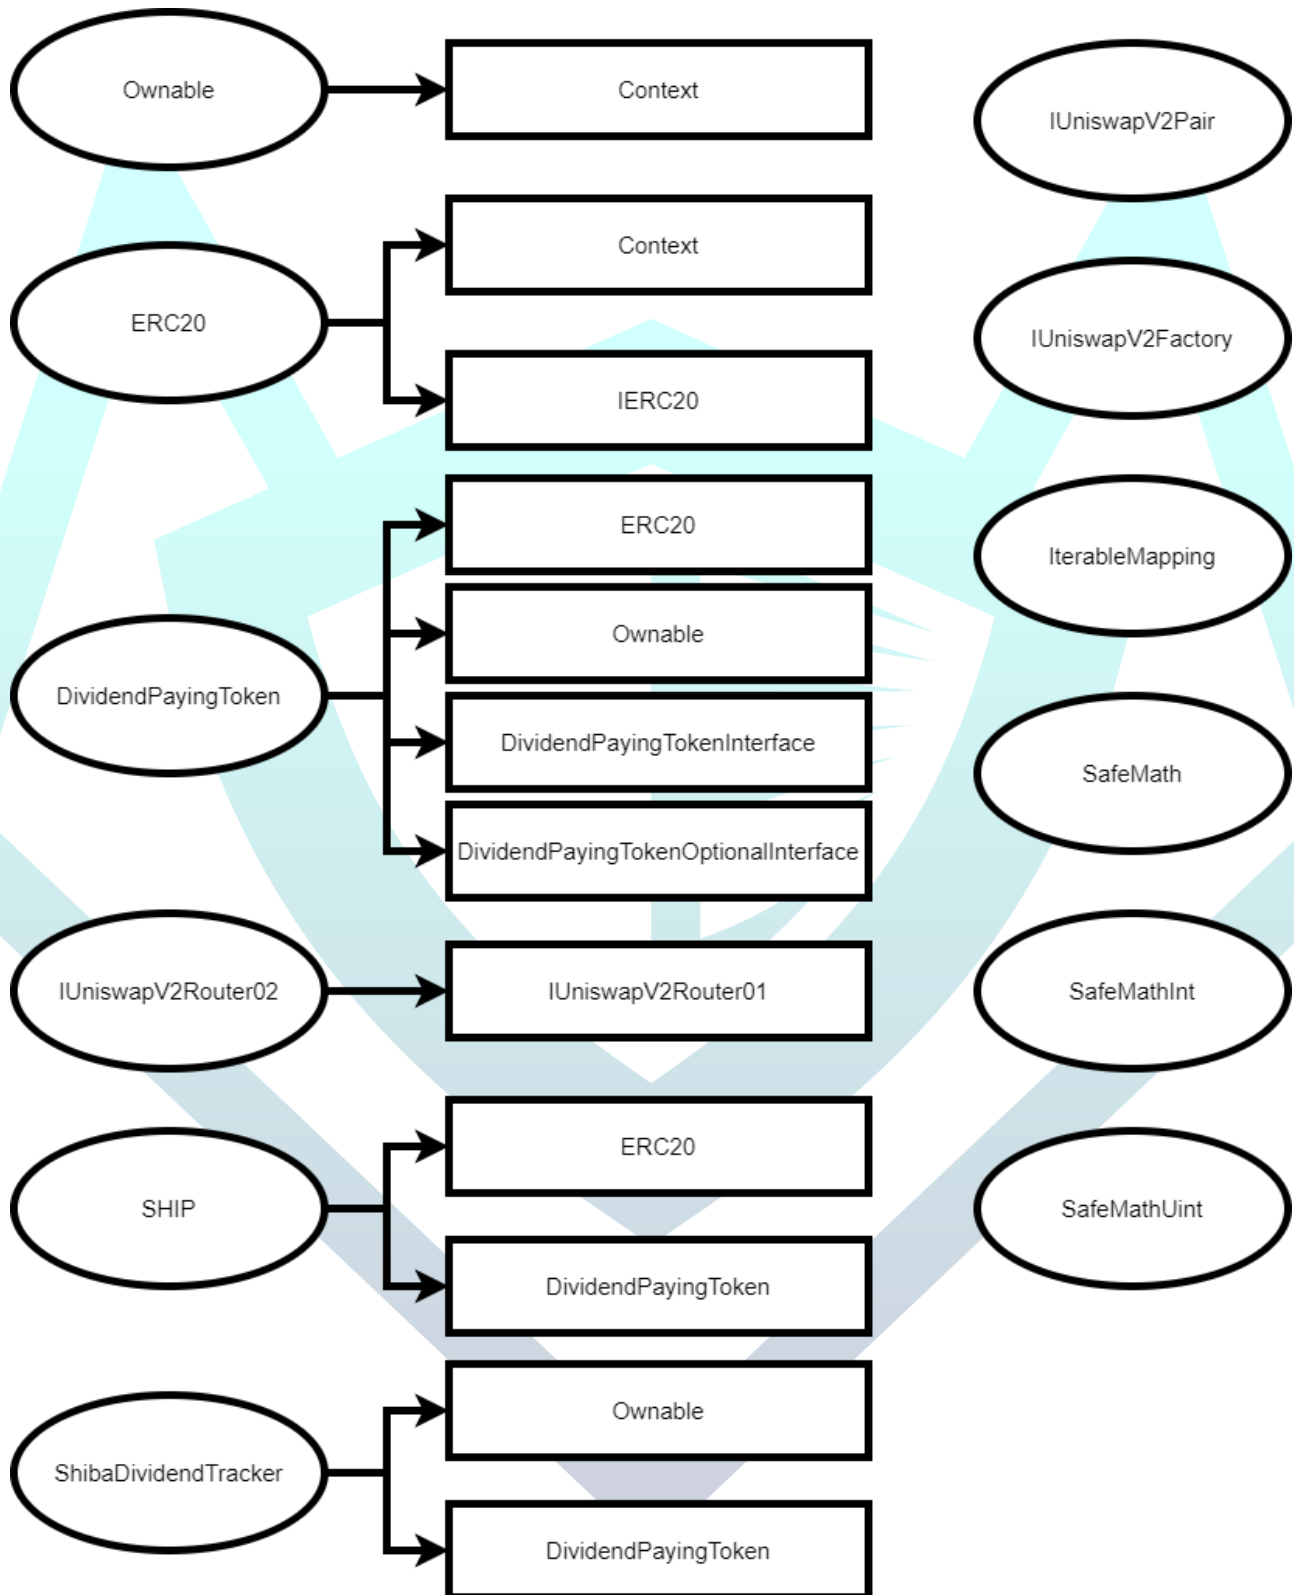 Ownable
Context
ERC20
Context
IERC20
DividendPayingToken
ERC20
Ownable
DividendPayingTokenInterface
DividendPayingTokenOptionalInterface
IUniswapV2Router02
IUniswapV2Router01
SHIP
ERC20
DividendPayingToken
ShibaDividendTracker
Ownable
DividendPayingToken
IUniswapV2Pair
IUniswapV2Factory
IterableMapping
SafeMath
SafeMathInt
SafeMathUint